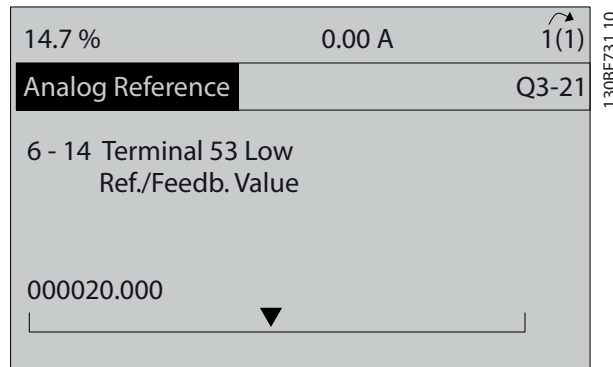 14.7 % 0.00 A 1(1)
Analog Reference Q3-21
6 - 14 Terminal 53 Low
Ref./Feedb. Value
000020.000
130BF731.10